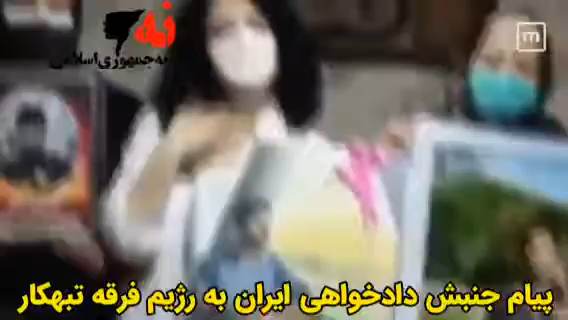 نه
به جمهوری اسلامی
m
پیام جنبش دادخواهی ایران به رژیم فرقه تبهکار